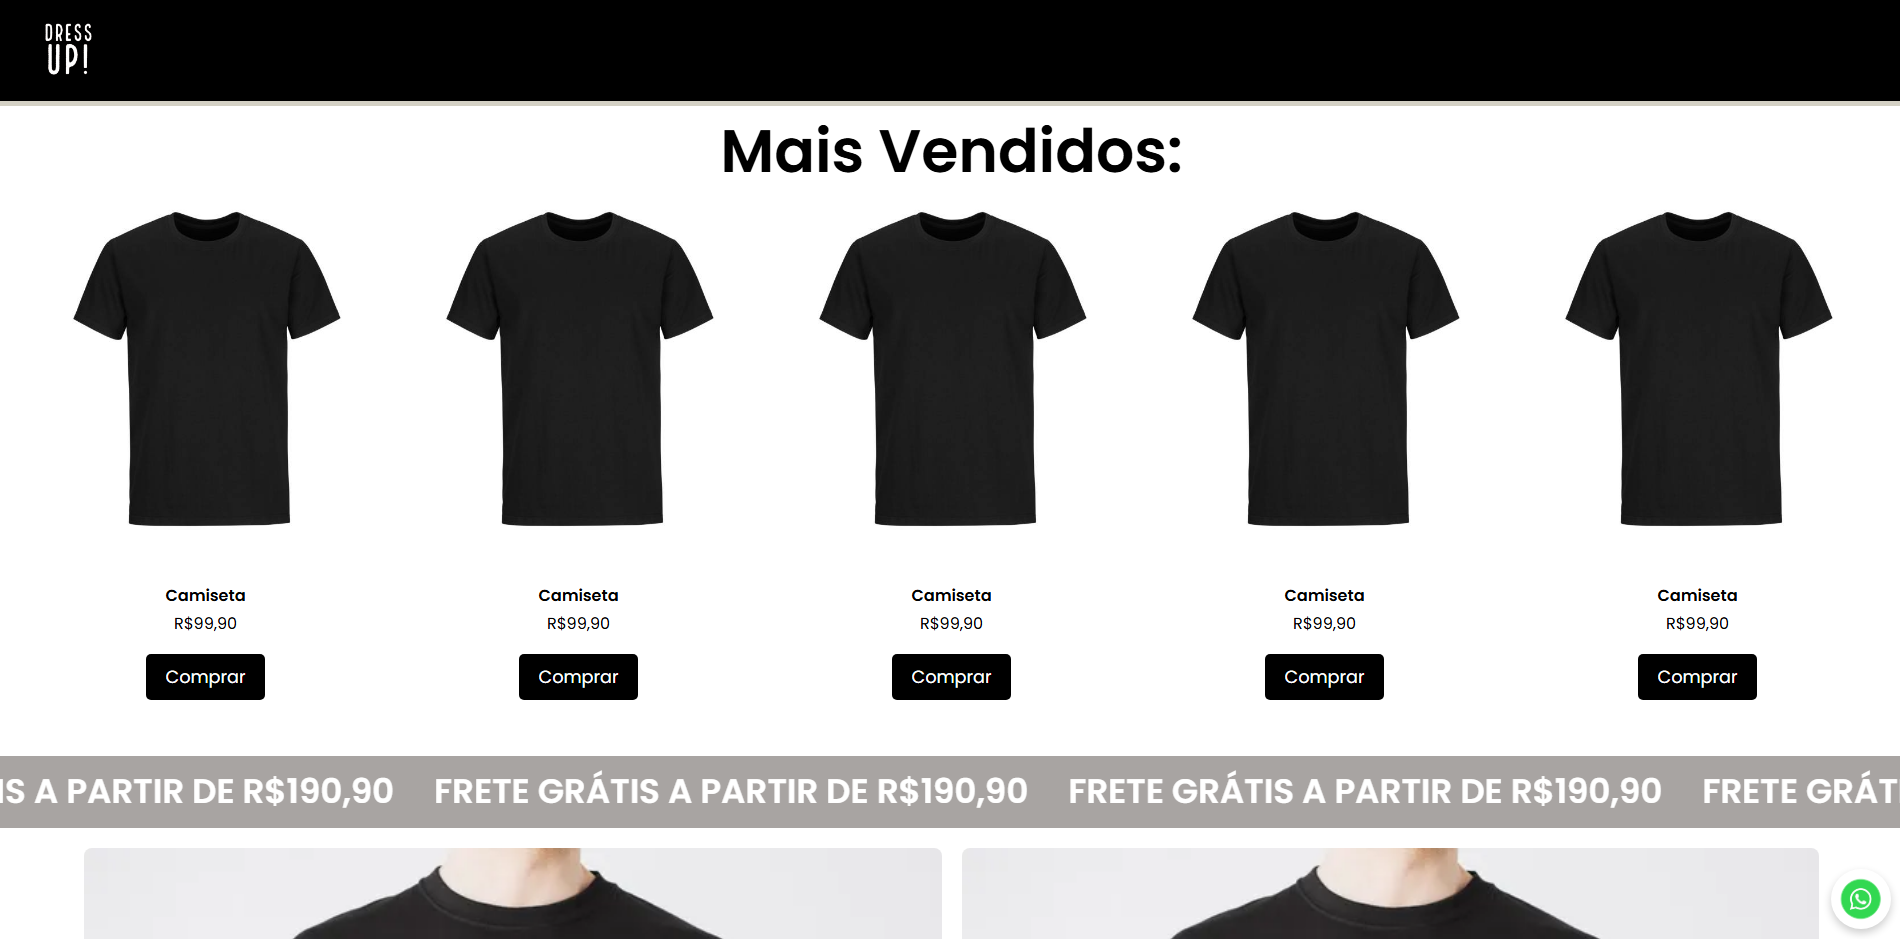 DRESS
UP!
Mais Vendidos:
Camiseta
R$99,90
Comprar
Camiseta
R$99,90
Comprar
Camiseta
R$99,90
Comprar
Camiseta
R$99,90
Comprar
Camiseta
R$99,90
Comprar
IS A PARTIR DE R$190,90 FRETE GRÁTIS A PARTIR DE R$190,90 FRETE GRÁTIS A PARTIR DE R$190,90 FRETE GRÁTI